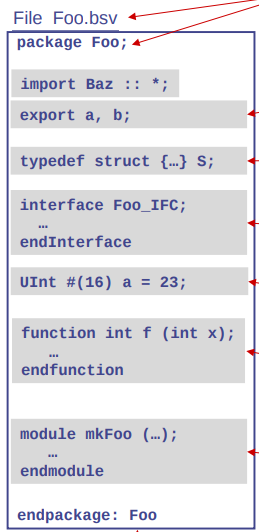 File Foo.bsv
package Foo;
import Baz :: *;
export a, b;
typedef struct {…} S;
interface Foo_IFC;
…
endInterface
UInt #(16) a = 23;
function int f (int x);
…
endfunction
module mkFoo (…);
…
endmodule
endpackage: Foo